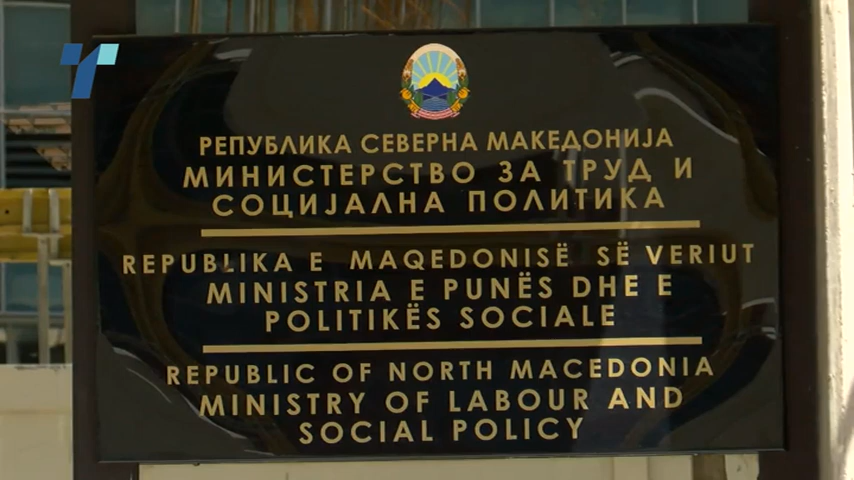 РЕПУБЛИКА СЕВЕРНА МАКЕДОНИЈА
МИНИСТЕРСТВО ЗА ТРУД И
СОЦИЈАЛНА ПОЛИТИКА
REPUBLIKA E MAQEDONISË SË VERIUT
MINISTRIA E PUNËS DHE E
POLITIKËS SOCIALE
REPUBLIC OF NORTH MACEDONIA
MINISTRY OF LABOUR AND
SOCIAL POLICY